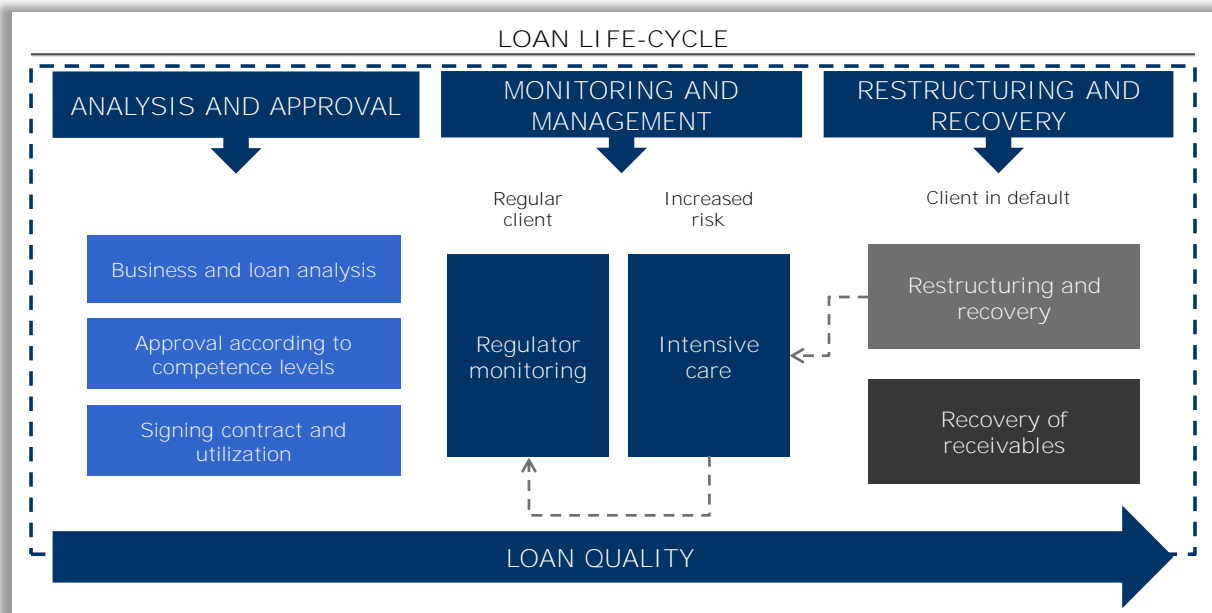 LOAN LIFE-CYCLE
ANALYSIS AND APPROVAL
Business and loan analysis
Approval according to
competence levels
Signing contract and
utilization
MONITORING AND
MANAGEMENT
Regular
client
Regulator
monitoring
Increased
risk
Intensive
care
RESTRUCTURING AND
RECOVERY
Client in default
Restructuring and
recovery
Recovery of
receivables
LOAN QUALITY